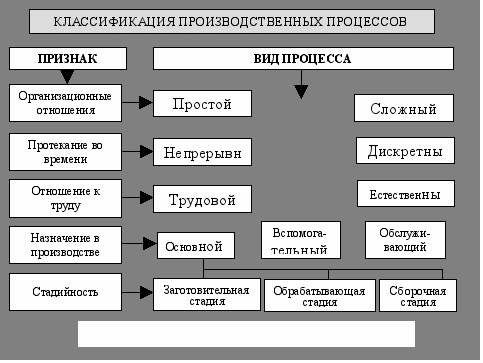 КЛАССИФИКАЦИЯ ПРОИЗВОДСТВЕННЫХ ПРОЦЕССОВ
ПРИЗНАК
ВИД ПРОЦЕССА
Организационные
отношения
Простой
Сложный
Протекание во
времени
Непрерывн
Дискретны
Отношение к
труду
Трудовой
Естественны
Назначение в
производстве
Основной
Вспомога-
тельный
Обслужи-
вающий
Стадийность
Заготовительная
стадия
Обрабатывающая
стадия
Сборочная
стадия